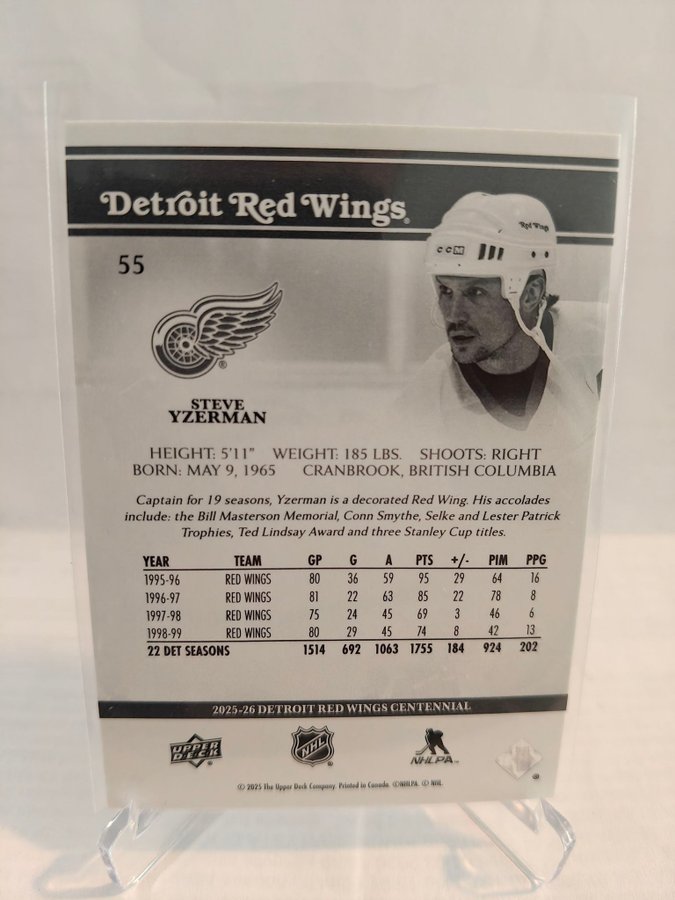 Detroit Red Wings
Red Wings
CCM
55
STEVE
YZERMAN
HEIGHT: 5'11" WEIGHT: 185 LBS. SHOOTS: RIGHT
BORN: MAY 9, 1965 CRANBROOK, BRITISH COLUMBIA
Captain for 19 seasons, Yzerman is a decorated Red Wing. His accolades
include: the Bill Masterson Memorial, Conn Smythe, Selke and Lester Patrick
Trophies, Ted Lindsay Award and three Stanley Cup titles.
YEAR TEAM GP G A PTS +/- PIM PPG
1995-96 RED WINGS 80 36 59 95 29 64 16
1996-97 RED WINGS 81 22 63 85 22 78 8
1997-98 RED WINGS 75 24 45 69 3 46 6
1998-99 RED WINGS 80 29 45 74 8 42 13
22 DET SEASONS 1514 692 1063 1755 184 924 202
2025-26 DETROIT RED WINGS CENTENNIAL
UPPER
DECK
NHL
NHLPA
© 2025 The Upper Deck Company. Printed in Canada. ©NHLPA. © NHL.